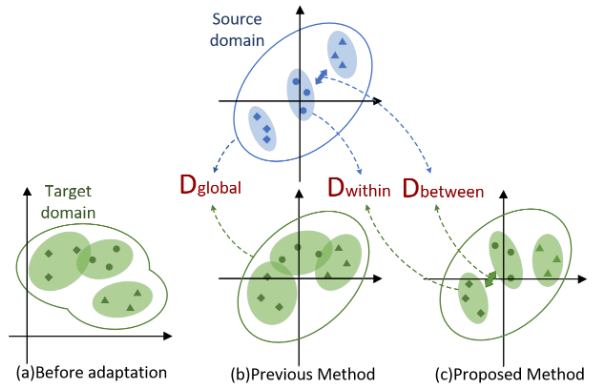 Source
domain
Dglobal
Dwithin
Dbetween
Target
domain
(a)Before adaptation
(b)Previous Method
(c)Proposed Method